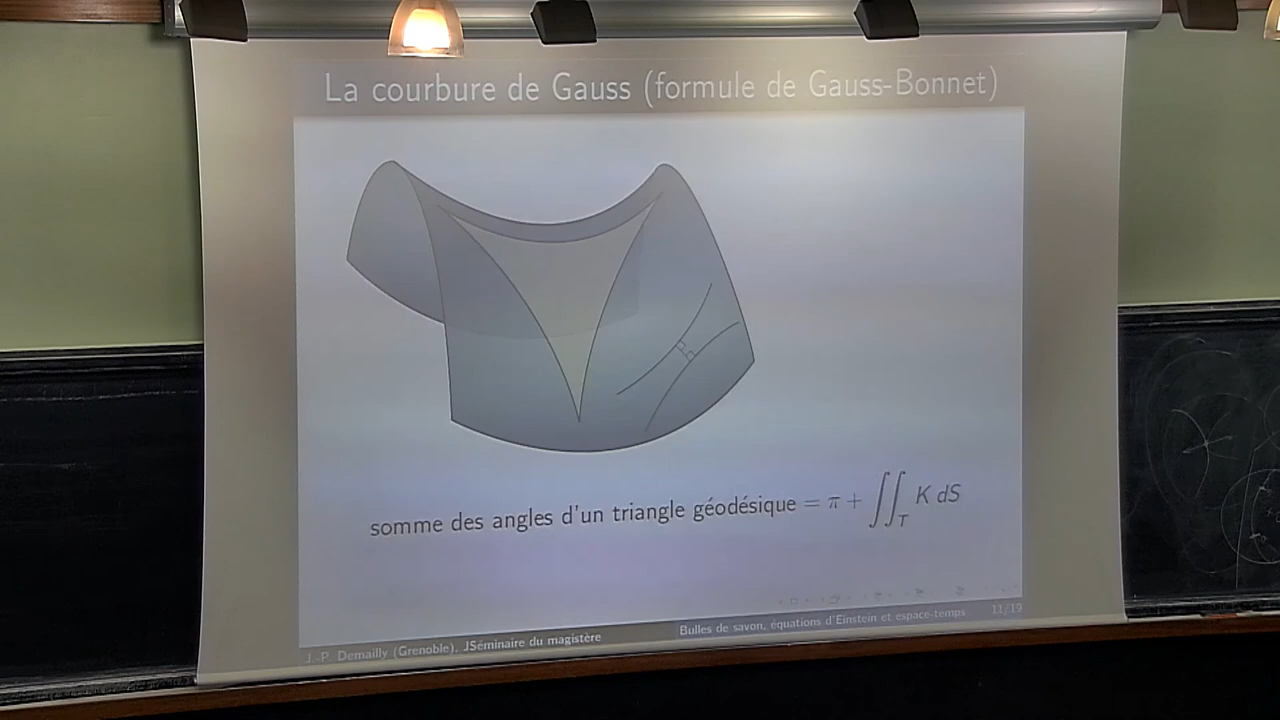 La courbure de Gauss (formule de Gauss-Bonnet)
somme des angles d'un triangle géodésique = π + ∬_T K dS
J.-P. Demailly (Grenoble), JSéminaire du magistère
Bulles de savon, équations d'Einstein et espace-temps
11/19